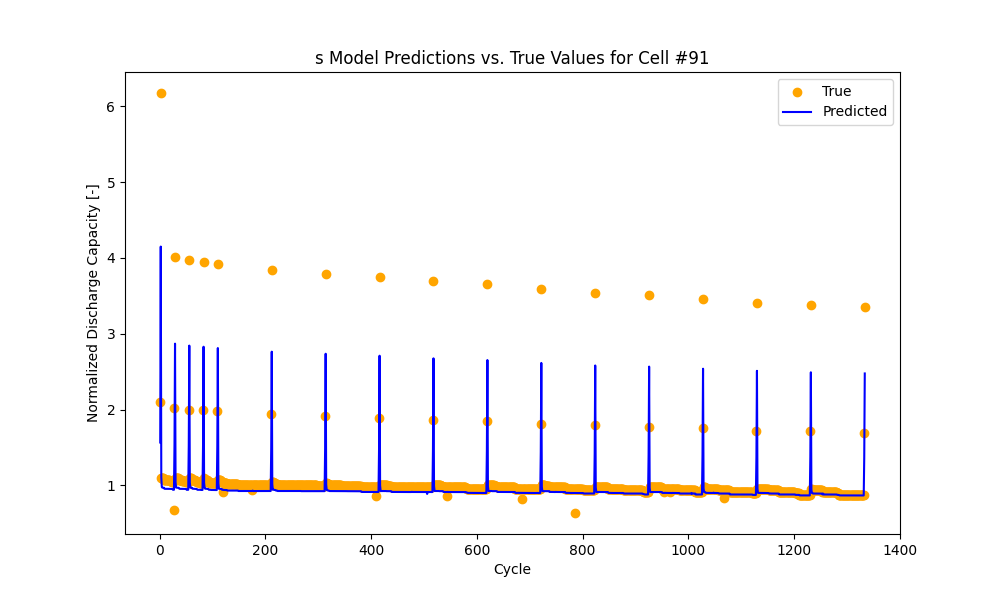 s Model Predictions vs. True Values for Cell #91
True
Predicted
Normalized Discharge Capacity [-]
6
5
4
3
2
1
0 200 400 600 800 1000 1200 1400
Cycle